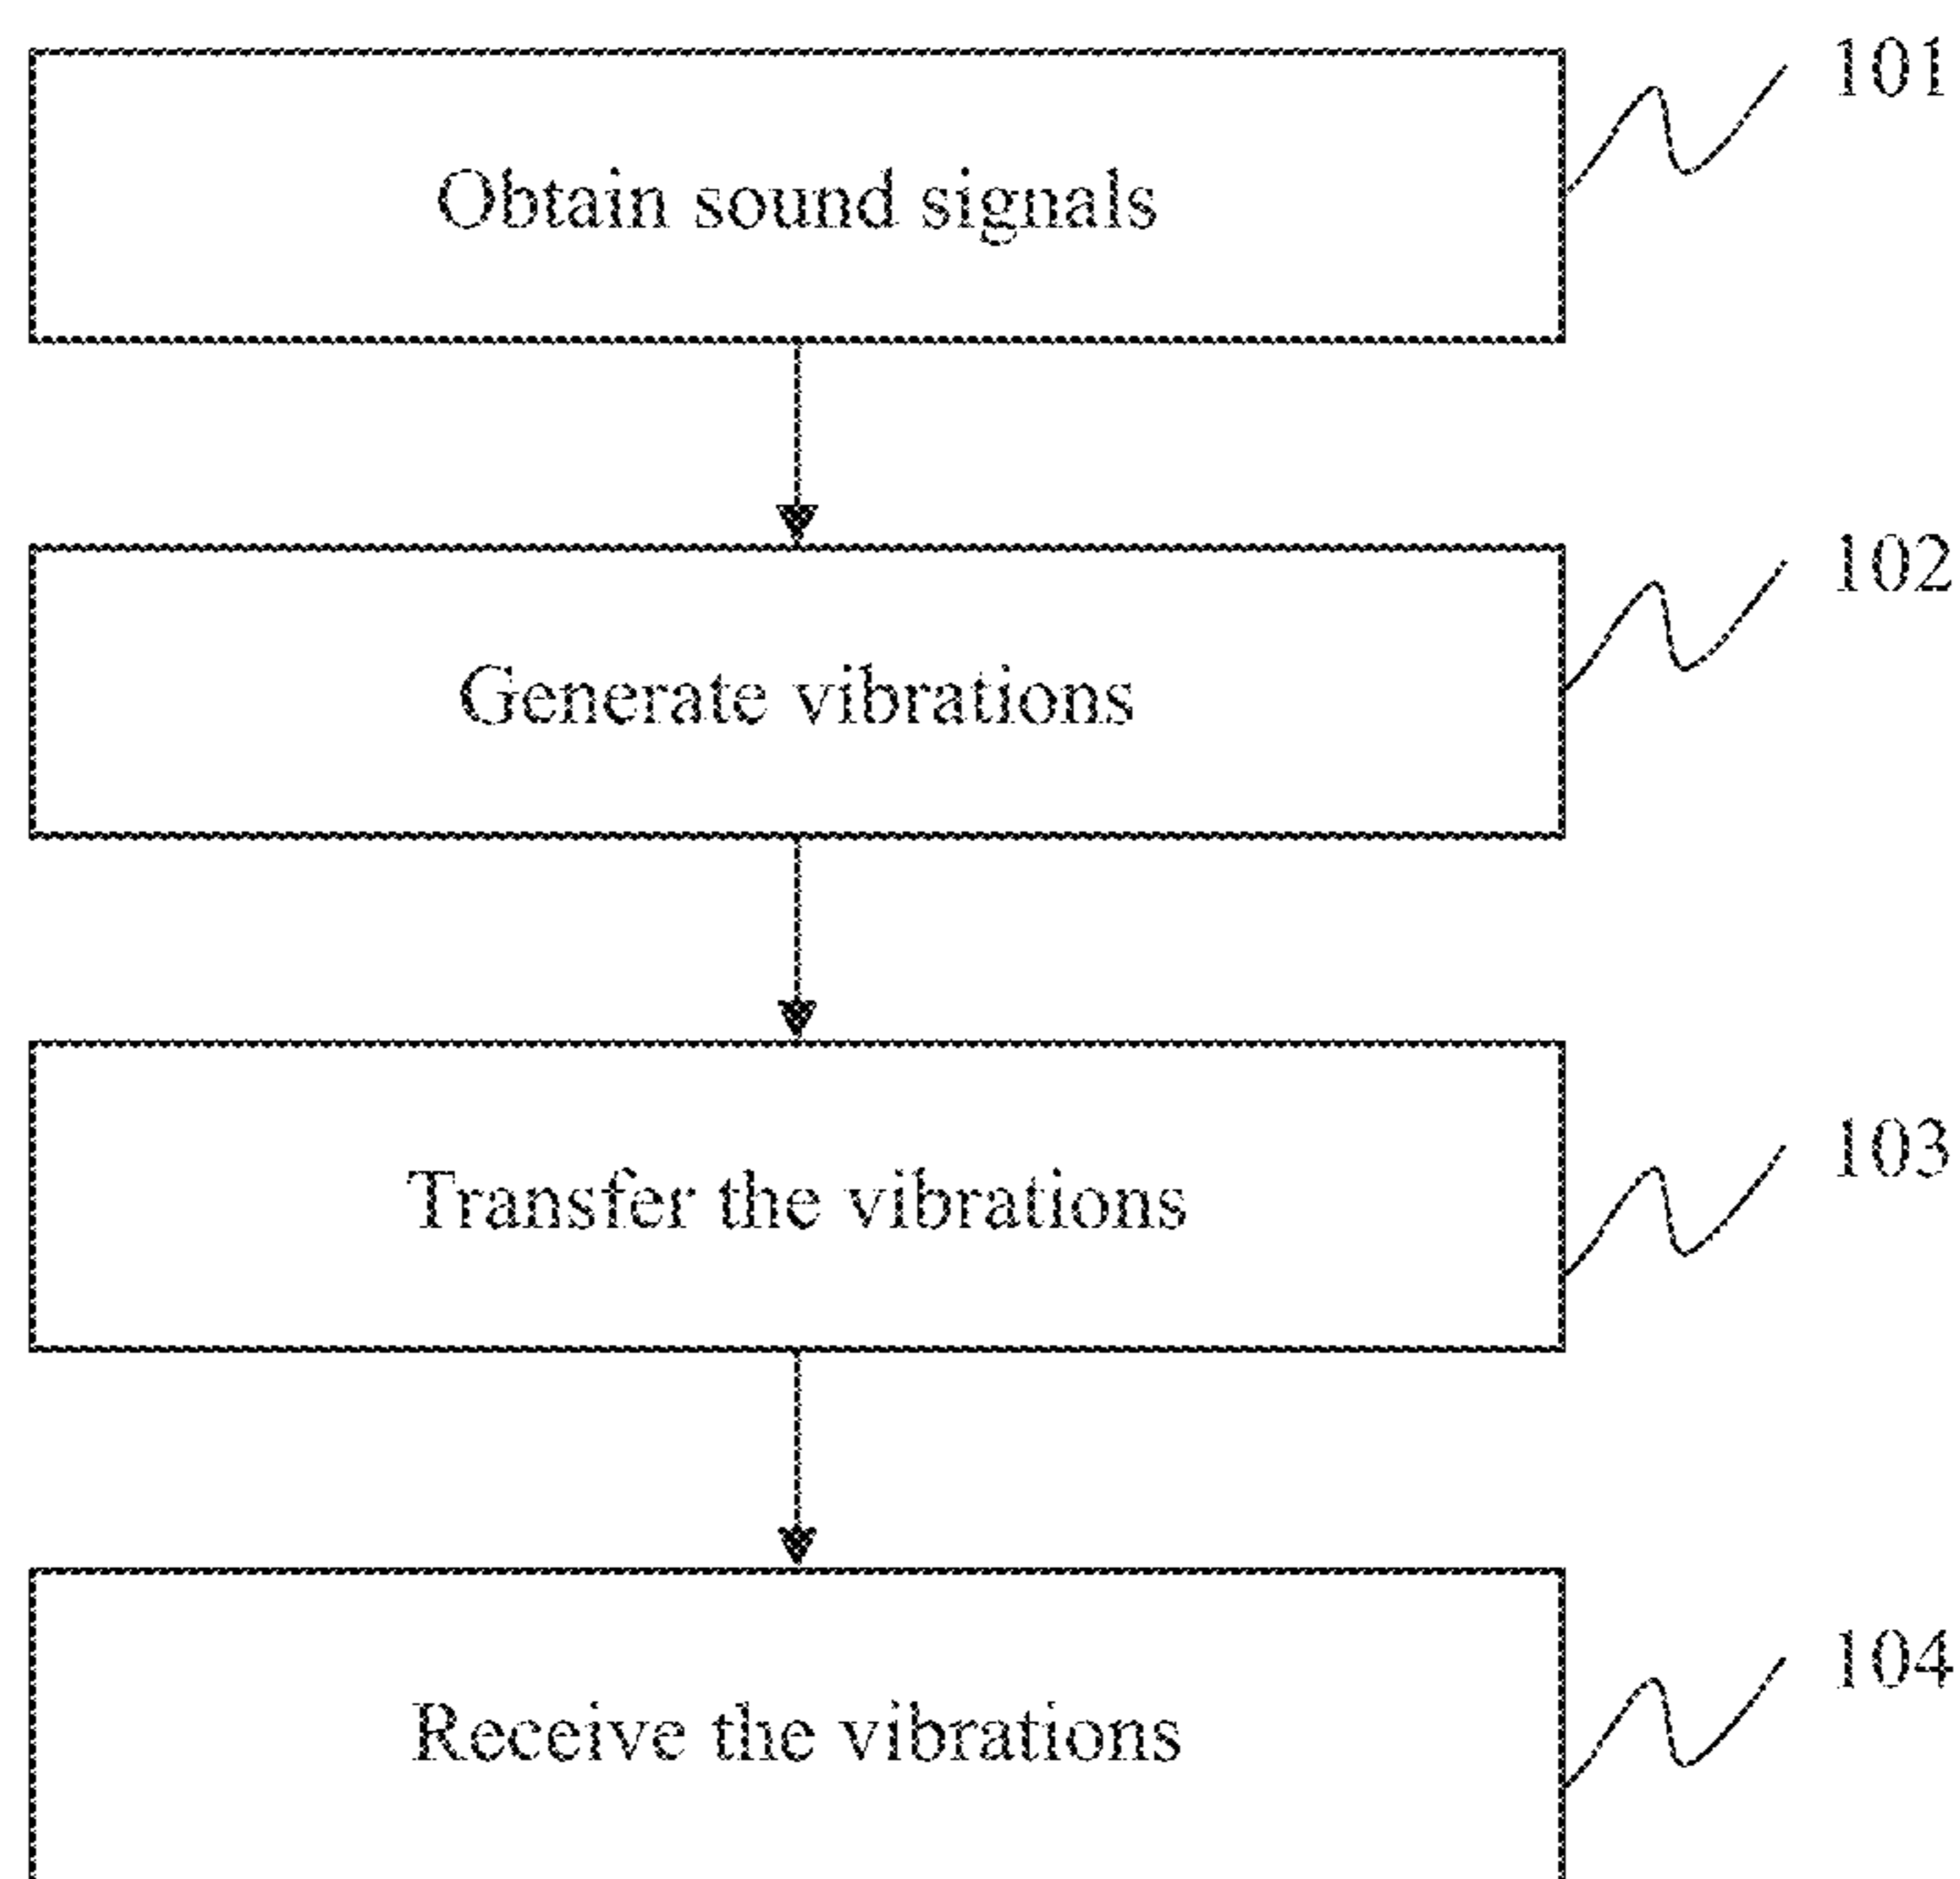 101
Obtain sound signals
102
Generate vibrations
103
Transfer the vibrations
104
Receive the vibrations